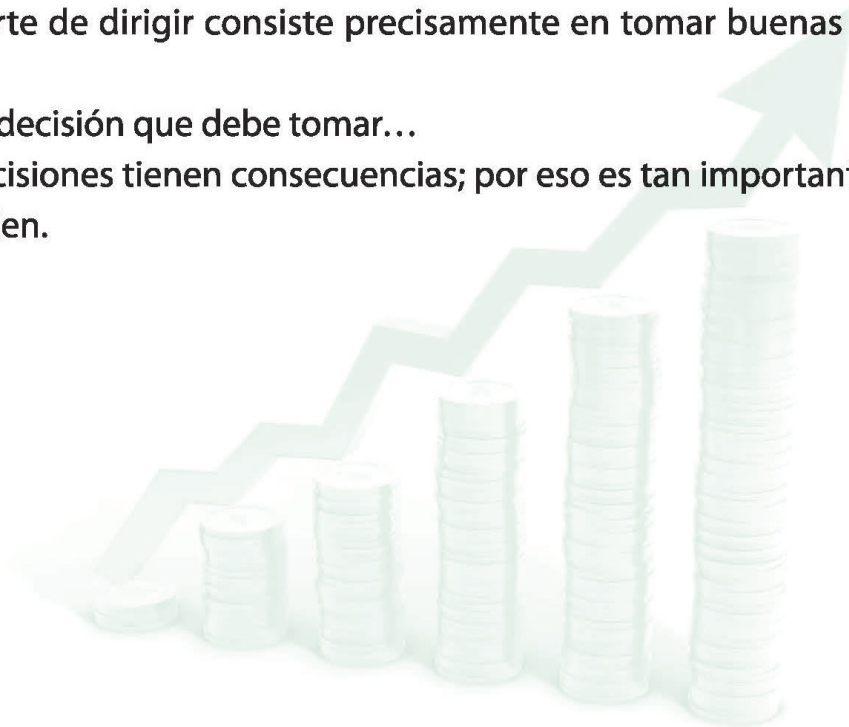 rte de dirigir consiste precisamente en tomar buenas
decisión que debe tomar...
cisiones tienen consecuencias; por eso es tan importan
en.